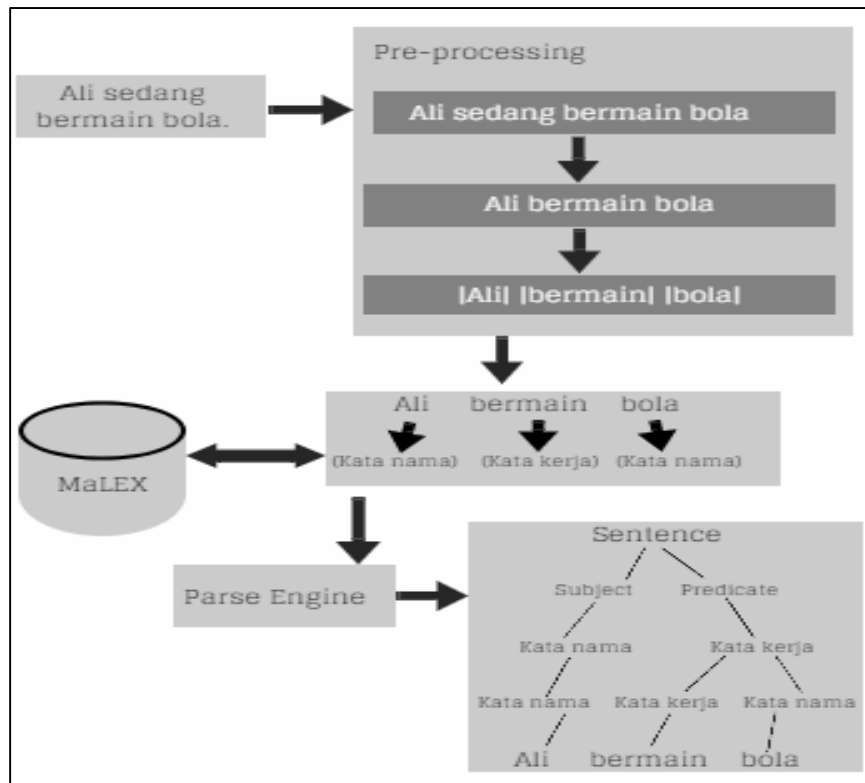 Pre-processing
Ali sedang
bermain bola.
Ali sedang bermain bola
Ali bermain bola
|Ali| |bermain| |bola|
Ali bermain bola
(Kata nama) (Kata kerja) (Kata nama)
MaLEX
Parse Engine
Sentence
Subject Predicate
Kata nama Kata kerja
Kata nama Kata kerja Kata nama
Ali bermain bola